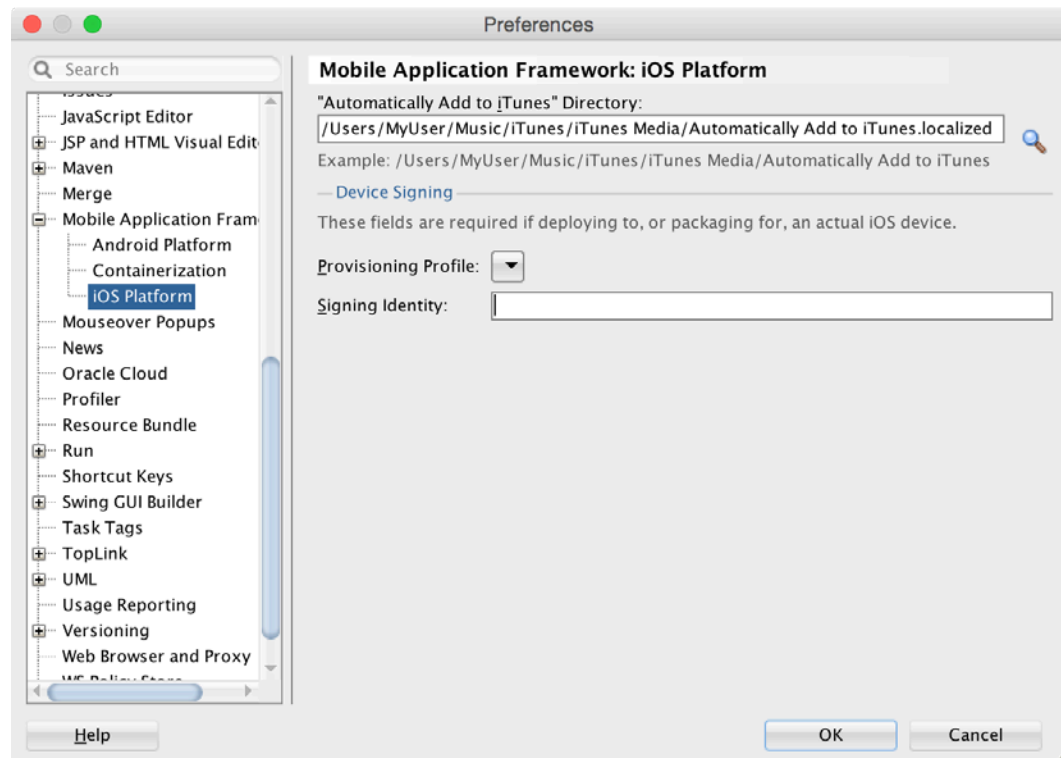 Preferences
Search
JavaScript Editor
JSP and HTML Visual Edit
Maven
Merge
Mobile Application Fram
Android Platform
Containerization
iOS Platform
Mouseover Popups
News
Oracle Cloud
Profiler
Resource Bundle
Run
Shortcut Keys
Swing GUI Builder
Task Tags
TopLink
UML
Usage Reporting
Versioning
Web Browser and Proxy
Mobile Application Framework: iOS Platform
"Automatically Add to iTunes" Directory:
/Users/MyUser/Music/iTunes/iTunes Media/Automatically Add to iTunes.localized
Example: /Users/MyUser/Music/iTunes/iTunes Media/Automatically Add to iTunes
Device Signing
These fields are required if deploying to, or packaging for, an actual iOS device.
Provisioning Profile:
Signing Identity:
Help
OK
Cancel